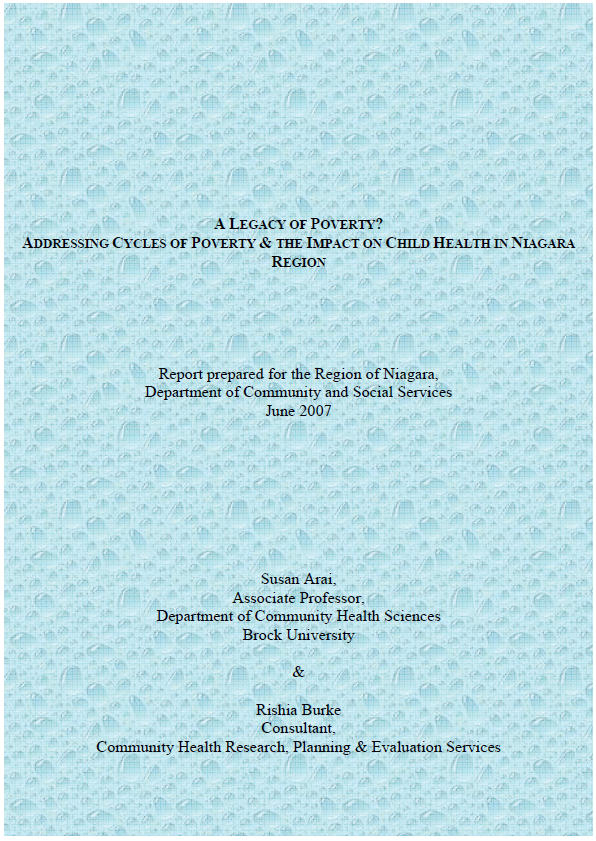 A LEGACY OF POVERTY?
ADDRESSING CYCLES OF POVERTY & THE IMPACT ON CHILD HEALTH IN NIAGARA
REGION
Report prepared for the Region of Niagara,
Department of Community and Social Services
June 2007
Susan Arai,
Associate Professor,
Department of Community Health Sciences
Brock University
&
Rishia Burke
Consultant,
Community Health Research, Planning & Evaluation Services